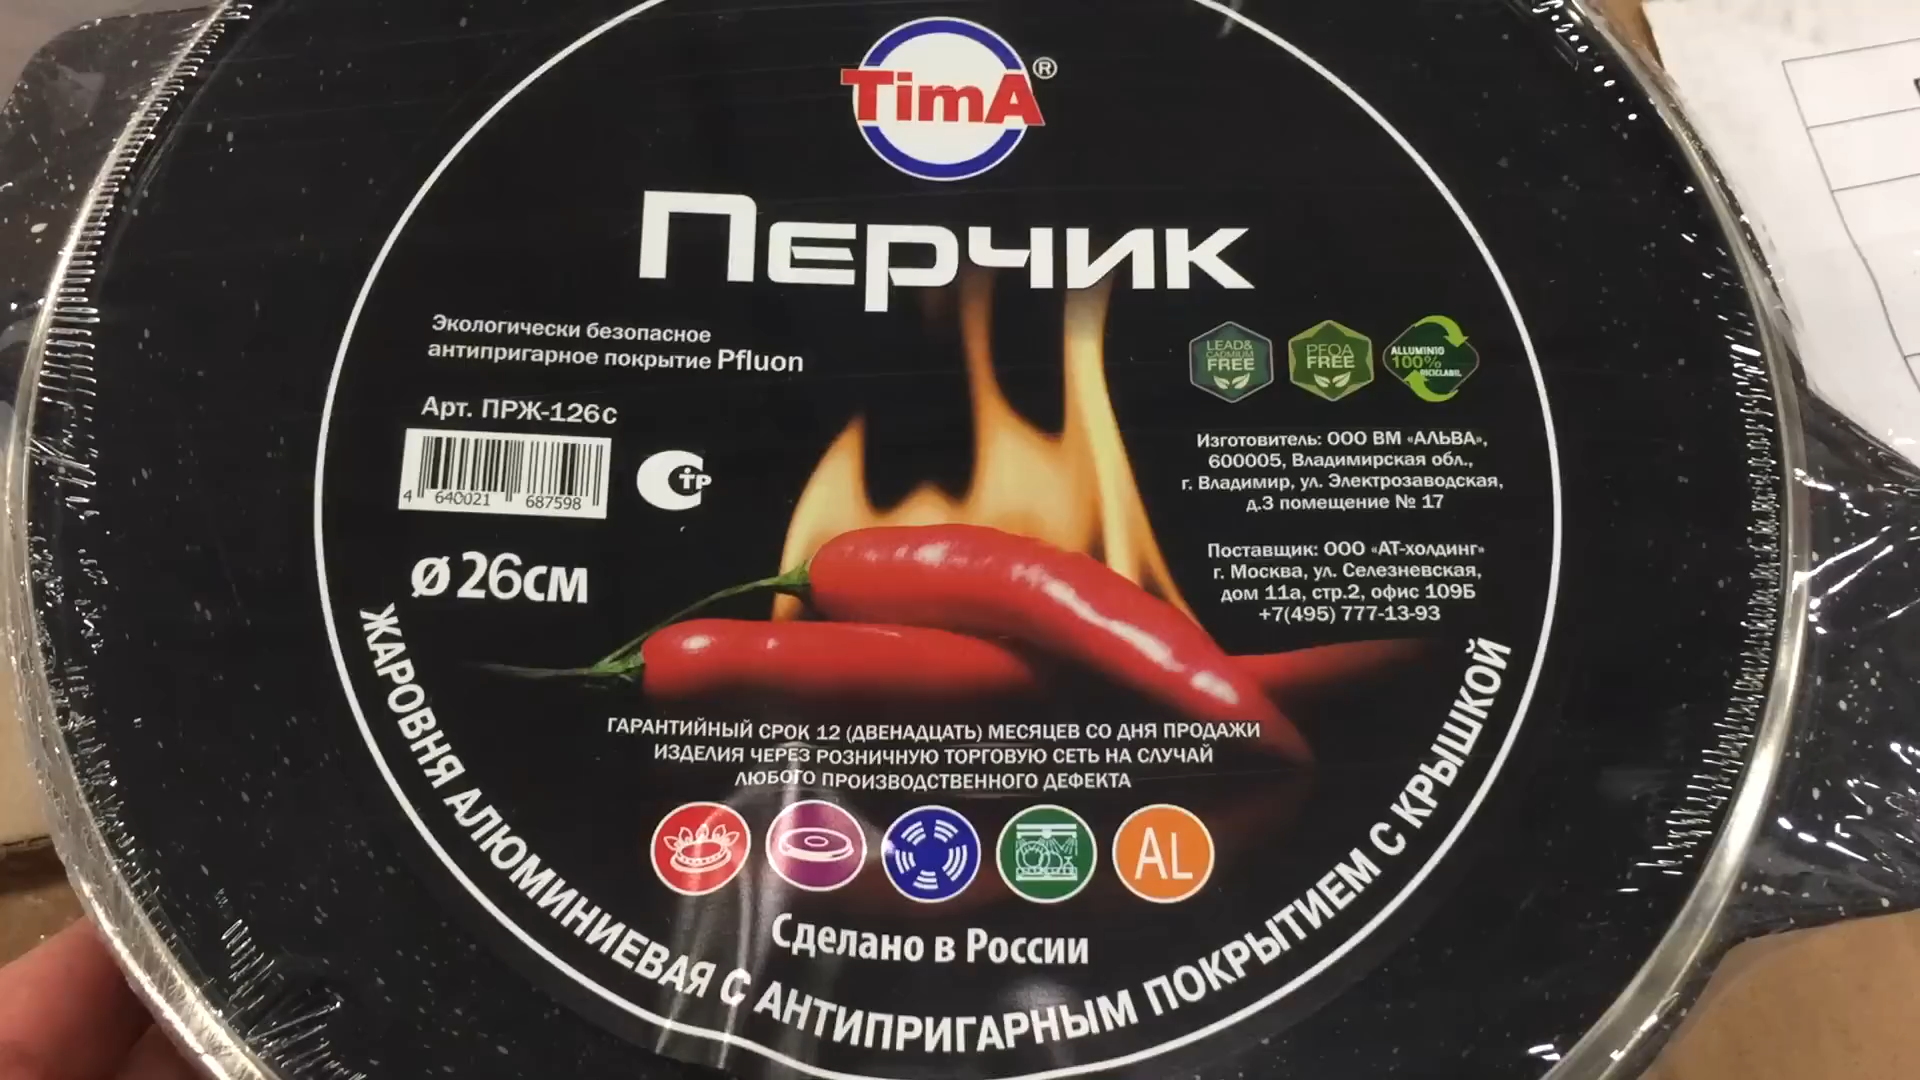 TimA®
Перчик
Экологически безопасное
антипригарное покрытие Pfluon
Арт. ПРЖ-126с
4 640021 687598
СТР
ø 26см
LEAD&
CADMIUM
FREE
PFOA
FREE
ALLUMINIO
100%
RICICLABIL
Изготовитель: ООО ВМ «АЛЬВА»,
600005, Владимирская обл.,
г. Владимир, ул. Электрозаводская,
д.3 помещение № 17
Поставщик: ООО «АТ-холдинг»
г. Москва, ул. Селезневская,
дом 11а, стр.2, офис 109Б
+7(495) 777-13-93
ГАРАНТИЙНЫЙ СРОК 12 (ДВЕНАДЦАТЬ) МЕСЯЦЕВ СО ДНЯ ПРОДАЖИ
ИЗДЕЛИЯ ЧЕРЕЗ РОЗНИЧНУЮ ТОРГОВУЮ СЕТЬ НА СЛУЧАЙ
ЛЮБОГО ПРОИЗВОДСТВЕННОГО ДЕФЕКТА
AL
Сделано в России
ЖАРОВНЯ АЛЮМИНИЕВАЯ С АНТИПРИГАРНЫМ ПОКРЫТИЕМ С КРЫШКОЙ